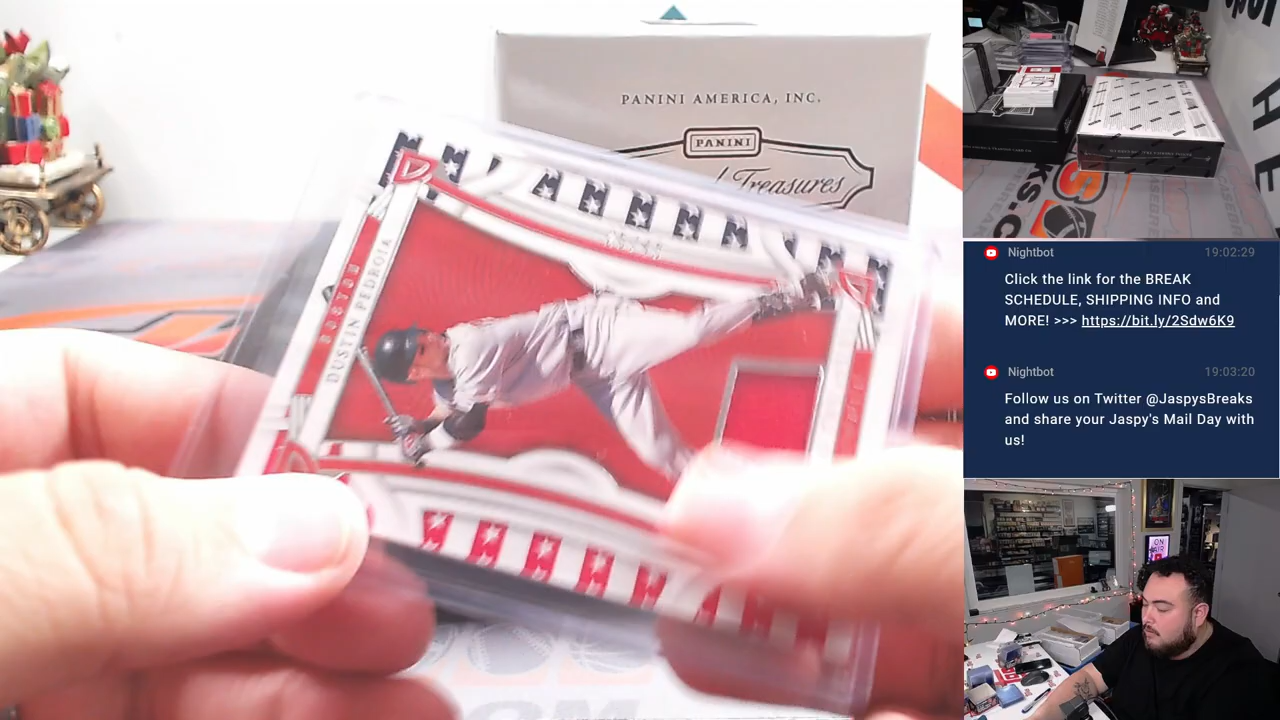 PANINI AMERICA, INC.
PANINI
Treasures
BOSTON
DUSTIN PEDROIA
Nightbot 19:02:29
Click the link for the BREAK
SCHEDULE, SHIPPING INFO and
MORE! >>> https://bit.ly/2Sdw6K9
Nightbot 19:03:20
Follow us on Twitter @JaspysBreaks
and share your Jaspy's Mail Day with
us!
ON
AIR